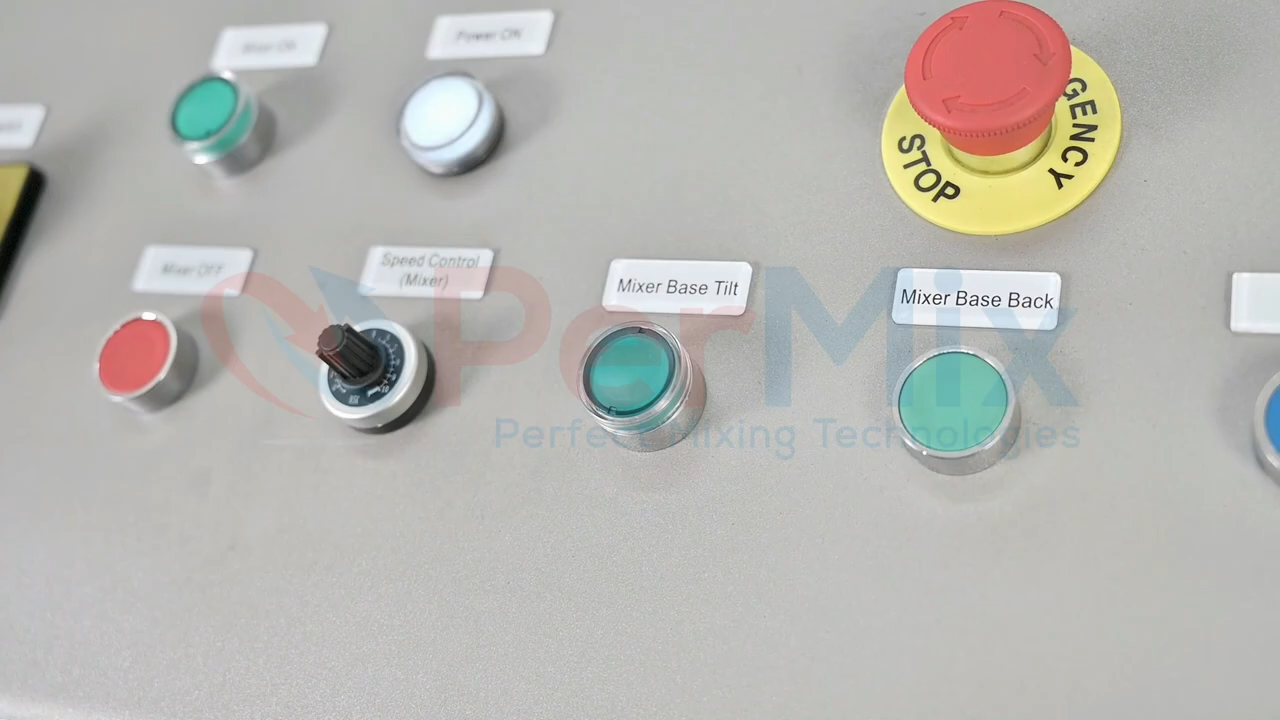 Mixer ON
Power ON
GENCY
STOP
Mixer OFF
Speed Control
(Mixer)
Mixer Base Tilt
Mixer Base Back
PerMix
Perfect Mixing Technologies